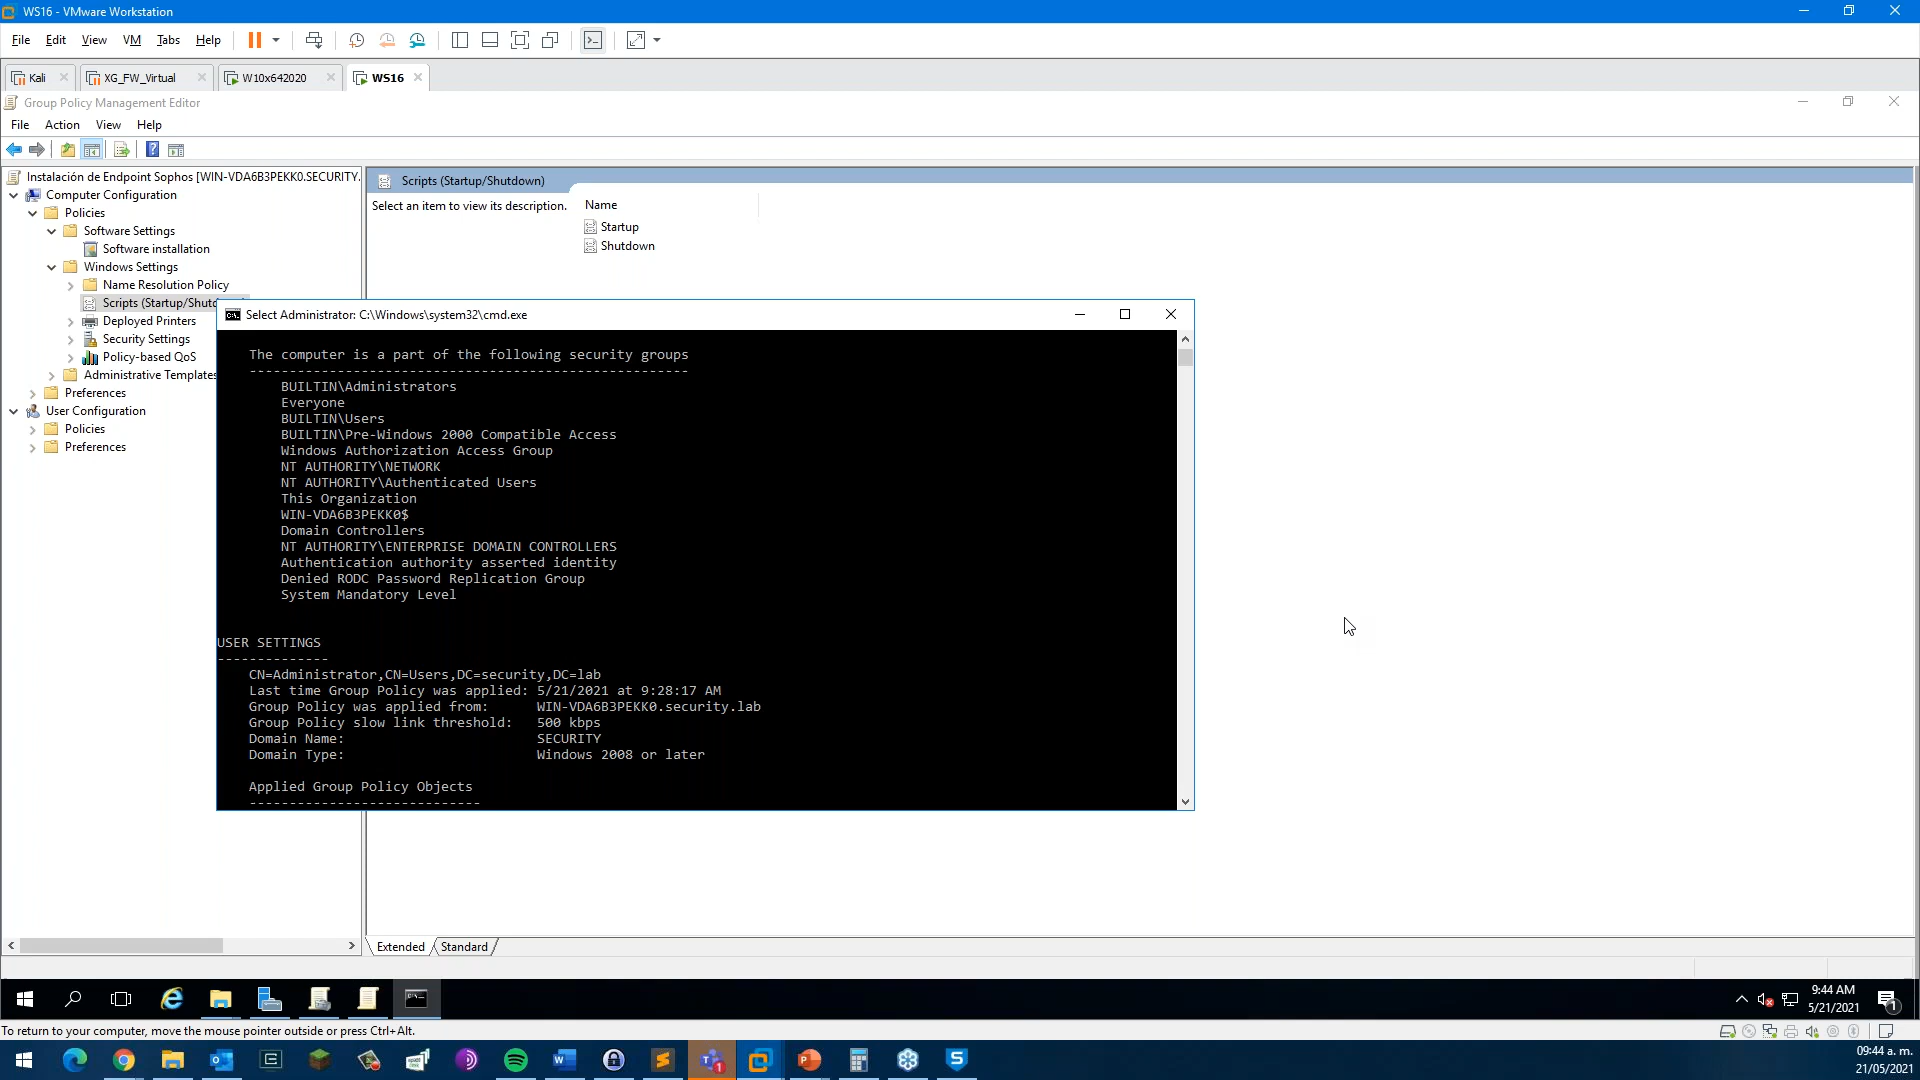 WS16 - VMware Workstation
File Edit View VM Tabs Help
Kali XG_FW_Virtual W10x642020 WS16
Group Policy Management Editor
File Action View Help
Instalación de Endpoint Sophos [WIN-VDA6B3PEKK0.SECURITY.
Computer Configuration
Policies
Software Settings
Software installation
Windows Settings
Name Resolution Policy
Scripts (Startup/Shutd
Deployed Printers
Security Settings
Policy-based QoS
Administrative Templates
Preferences
User Configuration
Policies
Preferences
Scripts (Startup/Shutdown)
Select an item to view its description.
Name
Startup
Shutdown
Select Administrator: C:\Windows\system32\cmd.exe
The computer is a part of the following security groups
-------------------------------------------------------
BUILTIN\Administrators
Everyone
BUILTIN\Users
BUILTIN\Pre-Windows 2000 Compatible Access
Windows Authorization Access Group
NT AUTHORITY\NETWORK
NT AUTHORITY\Authenticated Users
This Organization
WIN-VDA6B3PEKK0$
Domain Controllers
NT AUTHORITY\ENTERPRISE DOMAIN CONTROLLERS
Authentication authority asserted identity
Denied RODC Password Replication Group
System Mandatory Level
USER SETTINGS
--------------
CN=Administrator,CN=Users,DC=security,DC=lab
Last time Group Policy was applied: 5/21/2021 at 9:28:17 AM
Group Policy was applied from: WIN-VDA6B3PEKK0.security.lab
Group Policy slow link threshold: 500 kbps
Domain Name: SECURITY
Domain Type: Windows 2008 or later
Applied Group Policy Objects
-----------------------------
Extended Standard
9:44 AM
5/21/2021
1
To return to your computer, move the mouse pointer outside or press Ctrl+Alt.
09:44 a. m.
21/05/2021